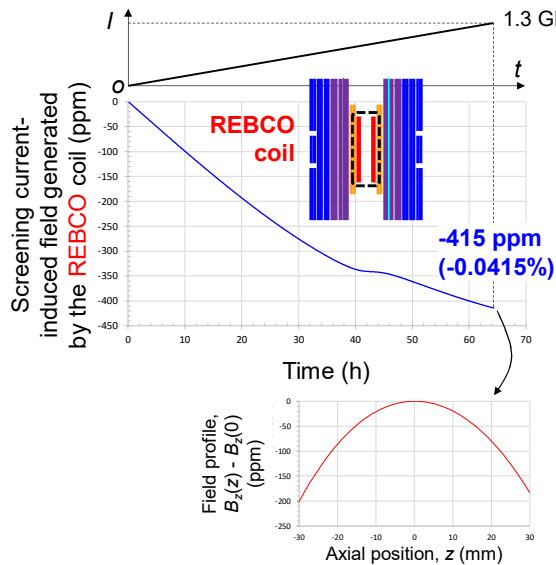 I
1.3 G
O
t
Screening current-
induced field generated
by the REBCO coil (ppm)
0
-50
-100
-150
-200
-250
-300
-350
-400
-450
REBCO
coil
-415 ppm
(-0.0415%)
0 10 20 30 40 50 60 70
Time (h)
Field profile,
Bz(z) - Bz(0)
(ppm)
0
-50
-100
-150
-200
-250
-30 -20 -10 0 10 20 30
Axial position, z (mm)